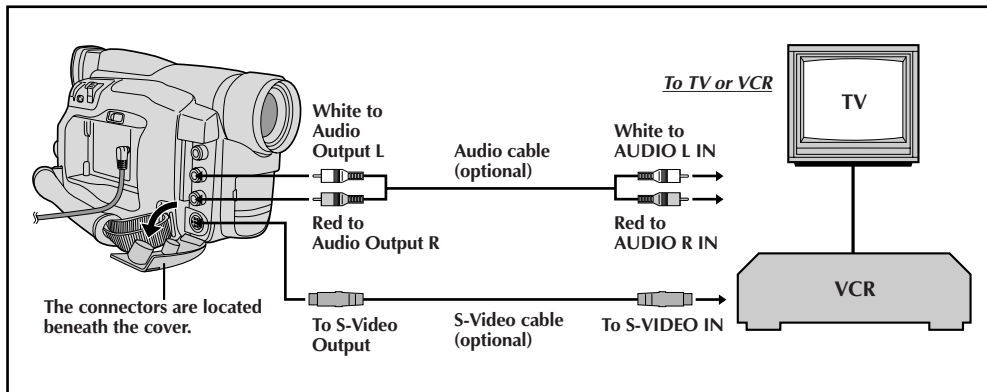 To TV or VCR
TV
White to
Audio
Output L
Audio cable
(optional)
White to
AUDIO L IN
Red to
Audio Output R
Red to
AUDIO R IN
The connectors are located
beneath the cover.
To S-Video
Output
S-Video cable
(optional)
To S-VIDEO IN
VCR